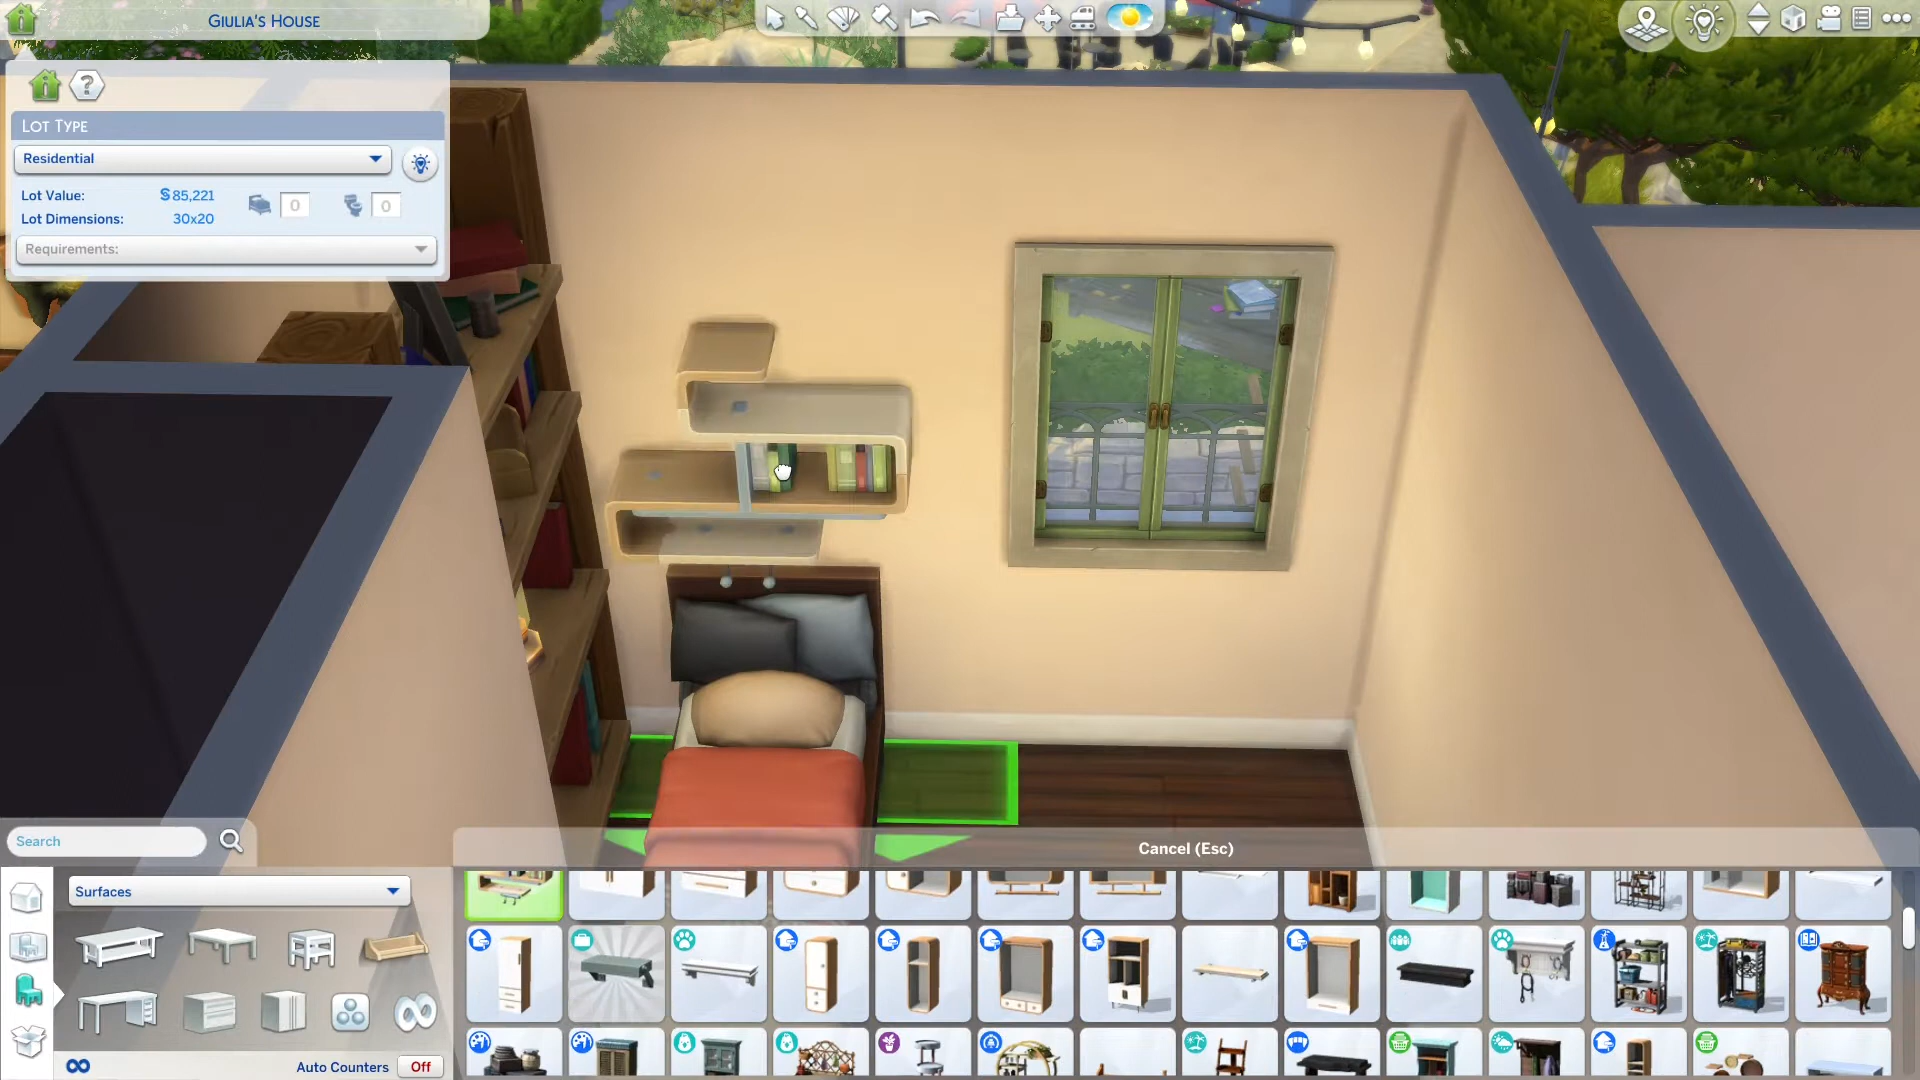 Giulia's House
?
Lot Type
Residential
Lot Value: §85,221 0 0
Lot Dimensions: 30x20
Requirements:
Search
Cancel (Esc)
Surfaces
Auto Counters Off